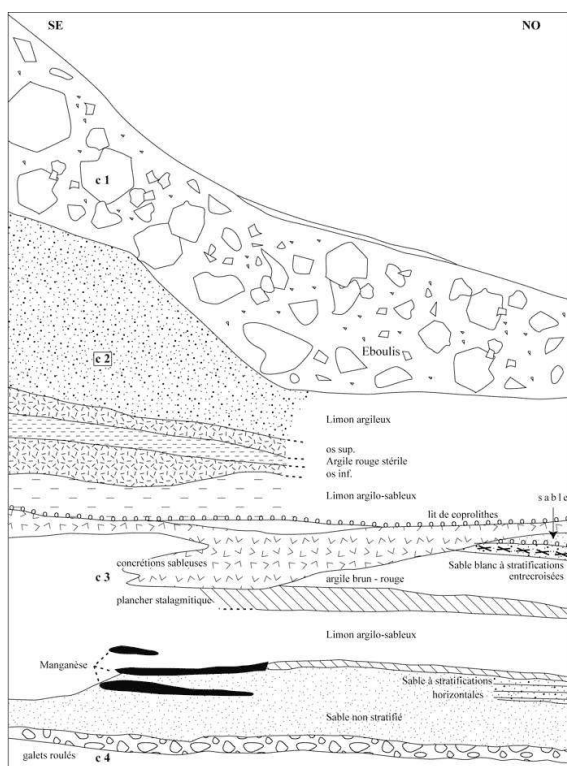 SE
NO
c 1
Eboulis
c 2
Limon argileux
os sup.
Argile rouge stérile
os inf.
Limon argilo-sableux
sable
lit de coprolithes
concrétions sableuses
Sable blanc à stratifications
entrecroisées
c 3
argile brun - rouge
plancher stalagmitique
Limon argilo-sableux
Manganèse
Sable à stratifications
horizontales
Sable non stratifié
galets roulés
c 4